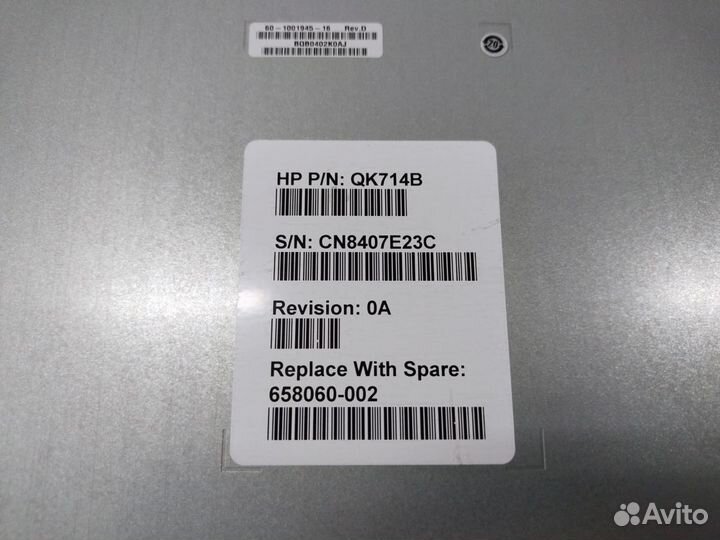 60-1001945-16 Rev.D
BQB0402K0AJ
20
HP P/N: QK714B
S/N: CN8407E23C
Revision: 0A
Replace With Spare:
658060-002
Avito